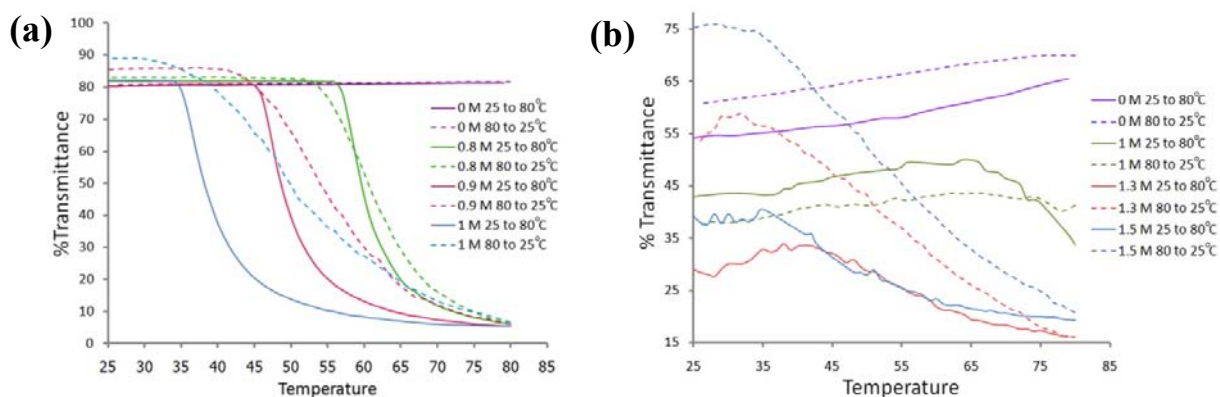 (a)
%Transmittance
100
90
80
70
60
50
40
30
20
10
0
25 30 35 40 45 50 55 60 65 70 75 80
Temperature
0 M 25 to 80°C
0 M 80 to 25°C
0.8 M 25 to 80°C
0.8 M 80 to 25°C
0.9 M 25 to 80°C
0.9 M 80 to 25°C
1 M 25 to 80°C
1 M 80 to 25°C
(b)
% Transmittance
75
65
55
45
35
25
15
25 35 45 55 65 75 85
Temperature
0 M 25 to 80°C
0 M 80 to 25°C
1 M 25 to 80°C
1 M 80 to 25°C
1.3 M 25 to 80°C
1.3 M 80 to 25°C
1.5 M 25 to 80°C
1.5 M 80 to 25°C